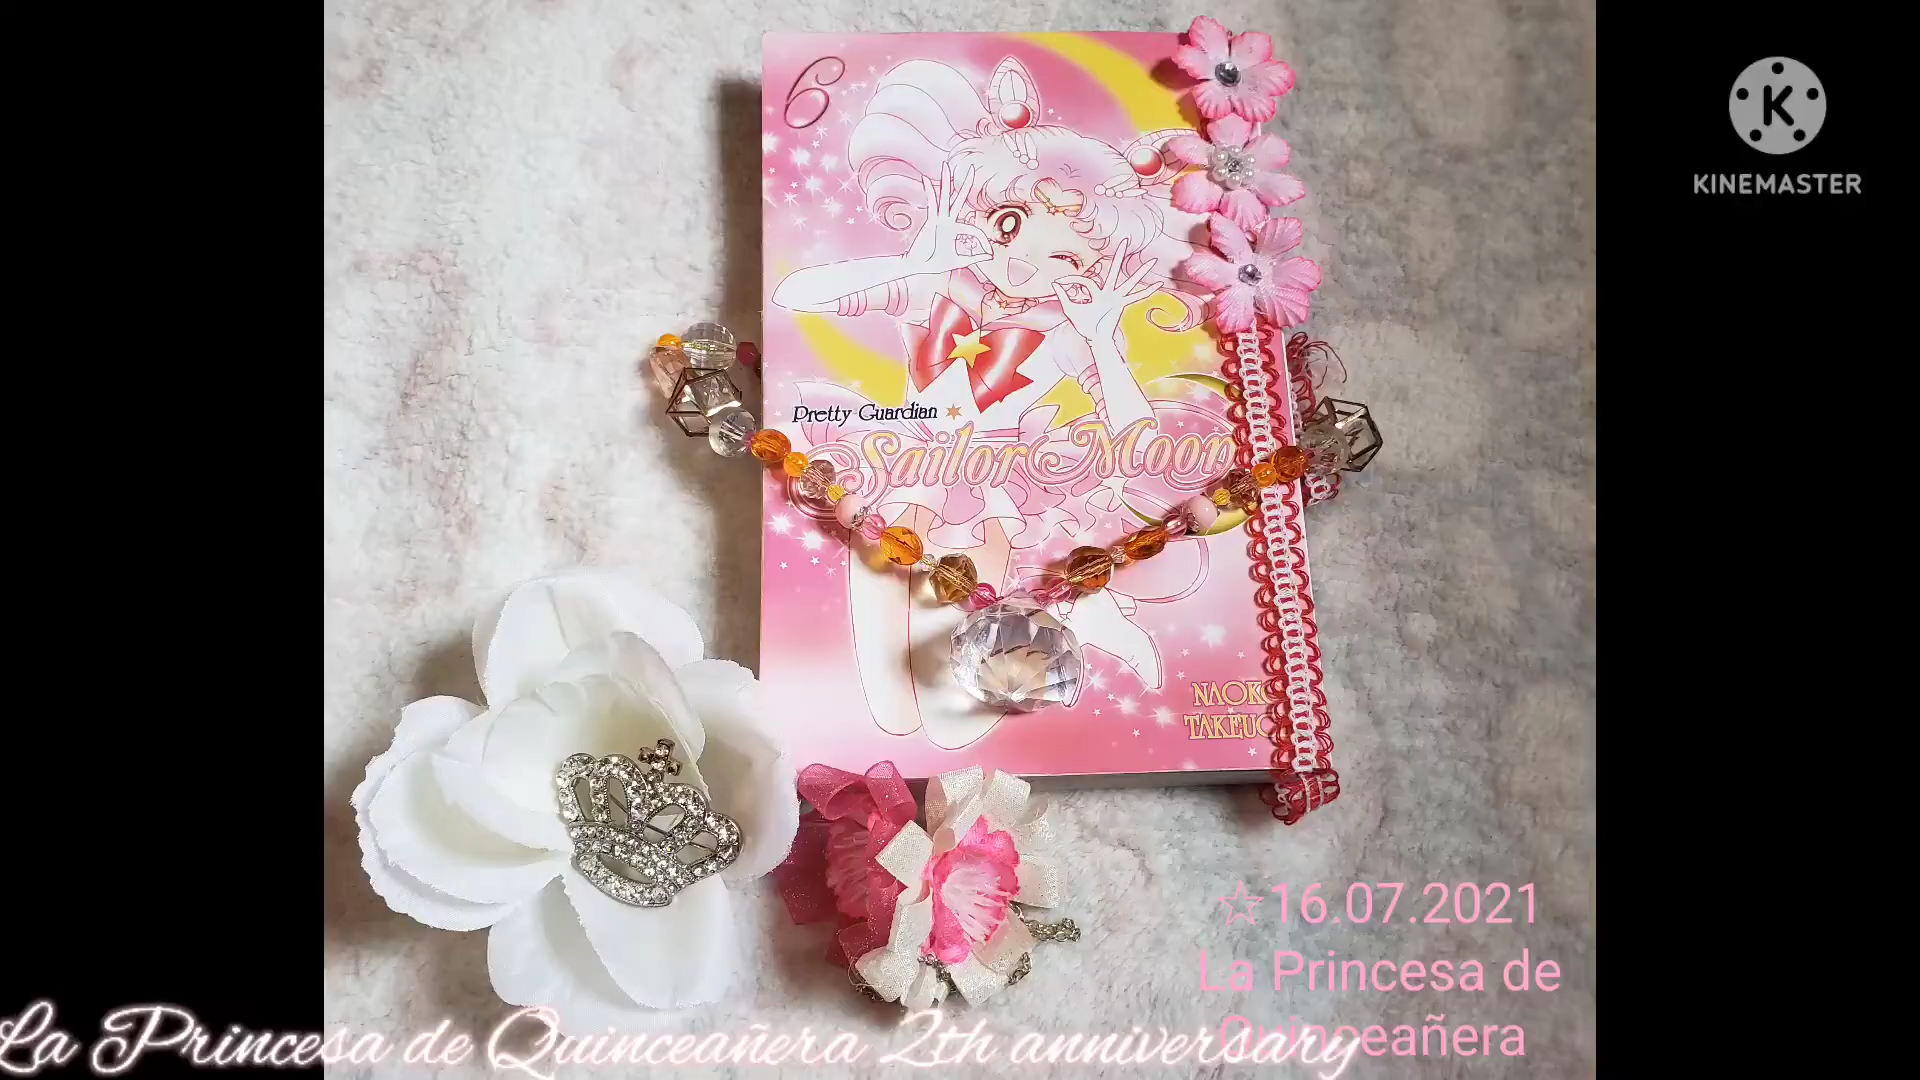 6
K
KINEMASTER
Pretty Guardian
Sailor Moon
NAOK
TAKEUC
☆16.07.2021
La Princesa de
Quinceañera
La Princesa de Quinceañera 2th anniversary